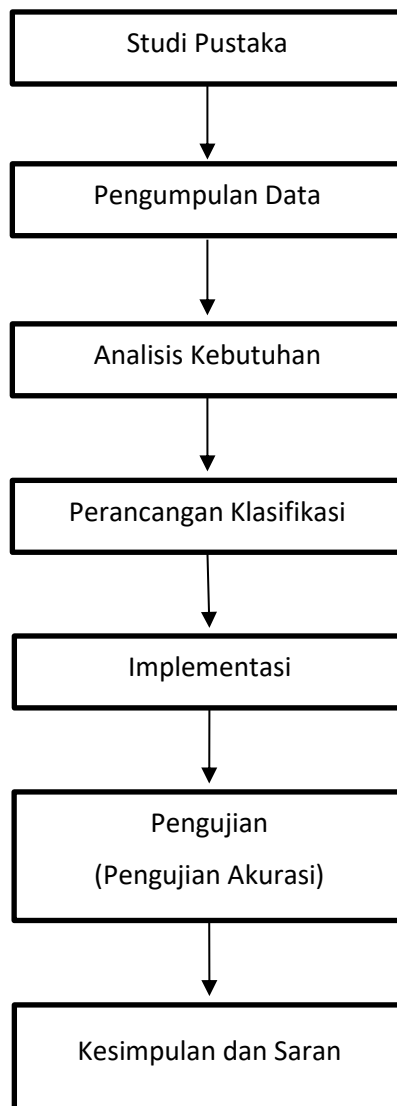 Studi Pustaka
Pengumpulan Data
Analisis Kebutuhan
Perancangan Klasifikasi
Implementasi
Pengujian
(Pengujian Akurasi)
Kesimpulan dan Saran